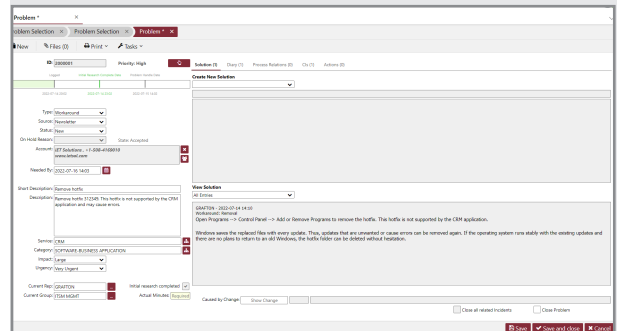 Problem * ×
Problem Selection × Problem Selection × Problem * ×
New Files (0) Print Tasks
ID: 2000001 Priority: High
Solution (1) Diary (1) Process Relations (0) CIs (1) Actions (0)
Create New Solution
Type: Workaround
Source: Newsletter
Status: New
On Hold Reason: State: Accepted
Account: iET Solutions , +1-508-4160010
www.ietsol.com
Needed By: 2022-07-16 14:03
Short Description: Remove hotfix
Description: Remove hotfix 312345: This hotfix is not supported by the CRM
application and may cause errors.
View Solution
All Entries
GRAFTON - 2022-07-14 14:10
Workaround: Removal
Open Programs --> Control Panel --> Add or Remove Programs to remove the hotfix. This hotfix is not supported by the CRM application.
Windows saves the replaced files with every update. Thus, updates that are unwanted or cause errors can be removed again. If the operating system runs stably with the existing updates and
there are no plans to return to an old Windows, the hotfix folder can be deleted without hesitation.
Service: CRM
Category: SOFTWARE-BUSINESS APPLICATION
Impact: Large
Urgency: Very Urgent
Current Rep: GRAFTON Initial research completed
Current Group: ITSM MGMT Actual Minutes: Required
Caused by Change: Show Change
Close all related Incidents Close Problem
Save Save and close Cancel